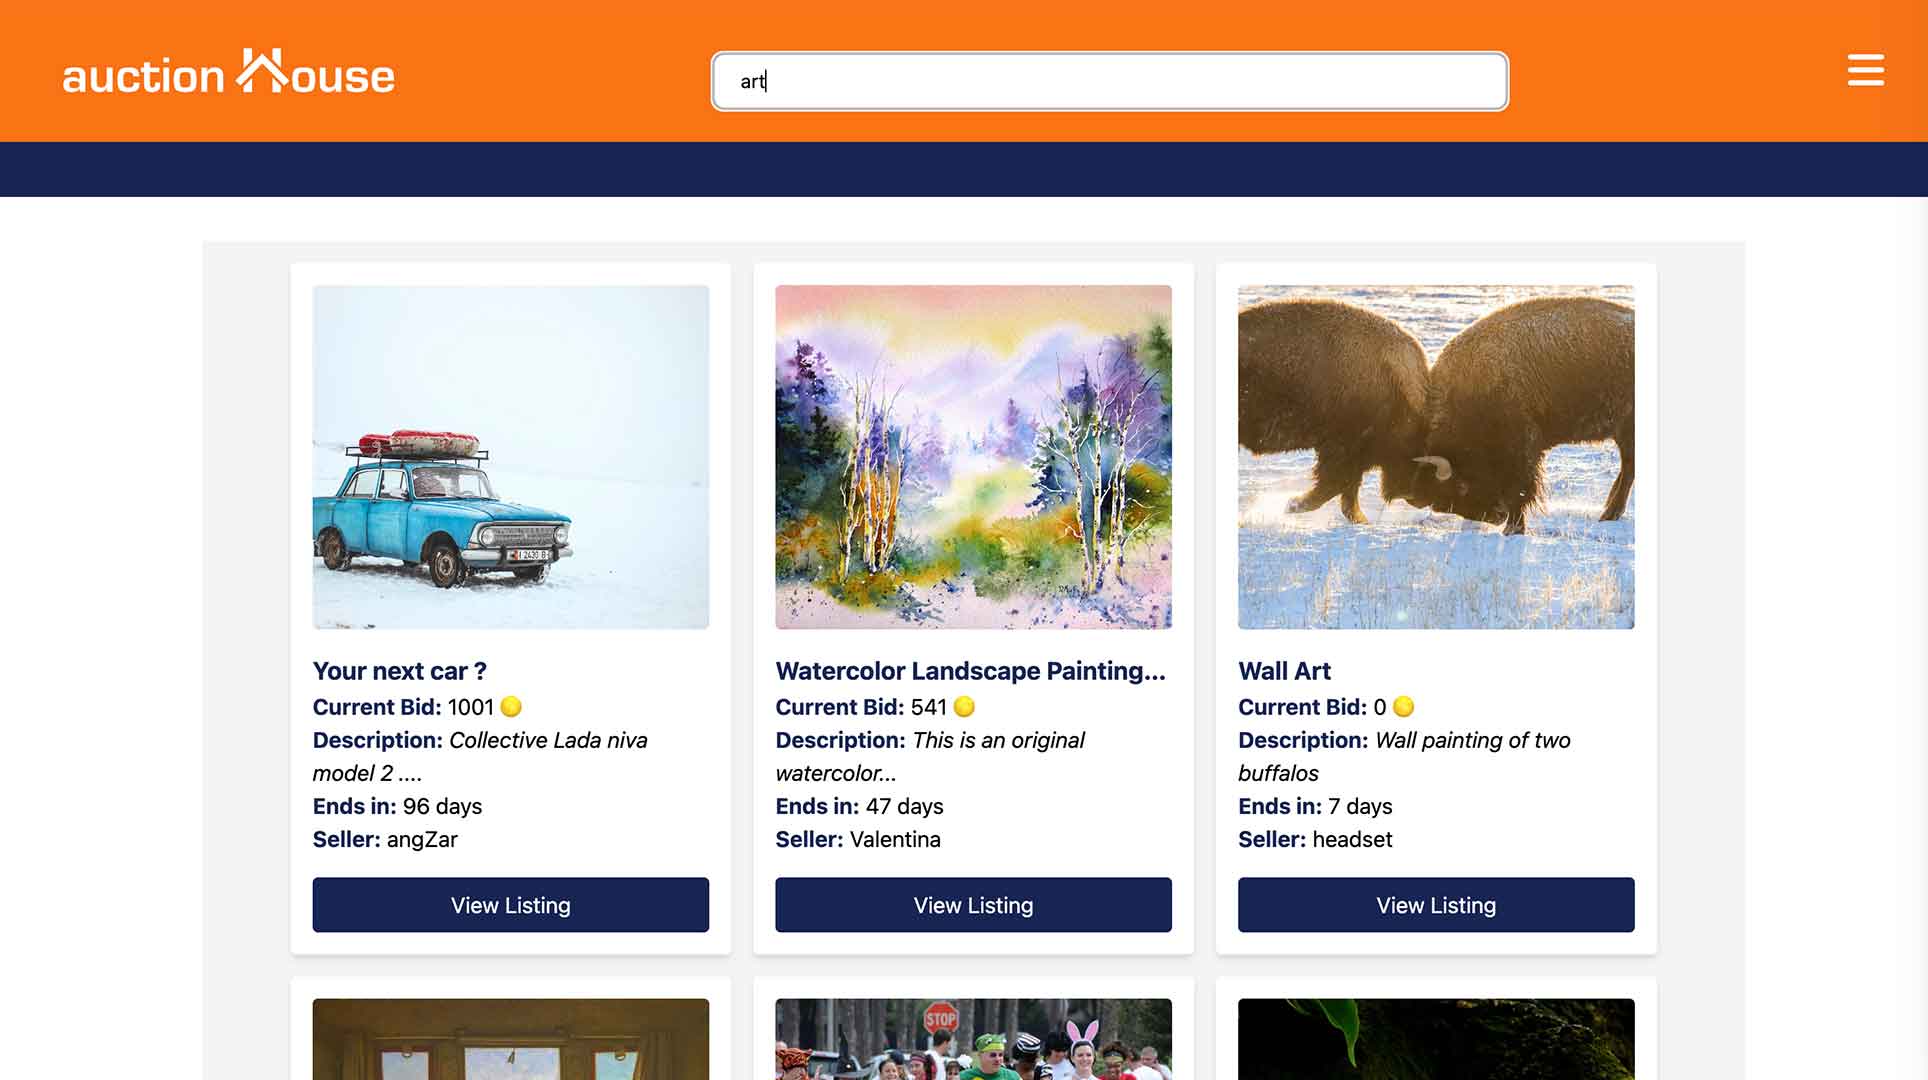 auction House
art
Your next car ?
Current Bid: 1001
Description: Collective Lada niva
model 2 ....
Ends in: 96 days
Seller: angZar
View Listing
Watercolor Landscape Painting...
Current Bid: 541
Description: This is an original
watercolor...
Ends in: 47 days
Seller: Valentina
View Listing
Wall Art
Current Bid: 0
Description: Wall painting of two
buffalos
Ends in: 7 days
Seller: headset
View Listing
STOP